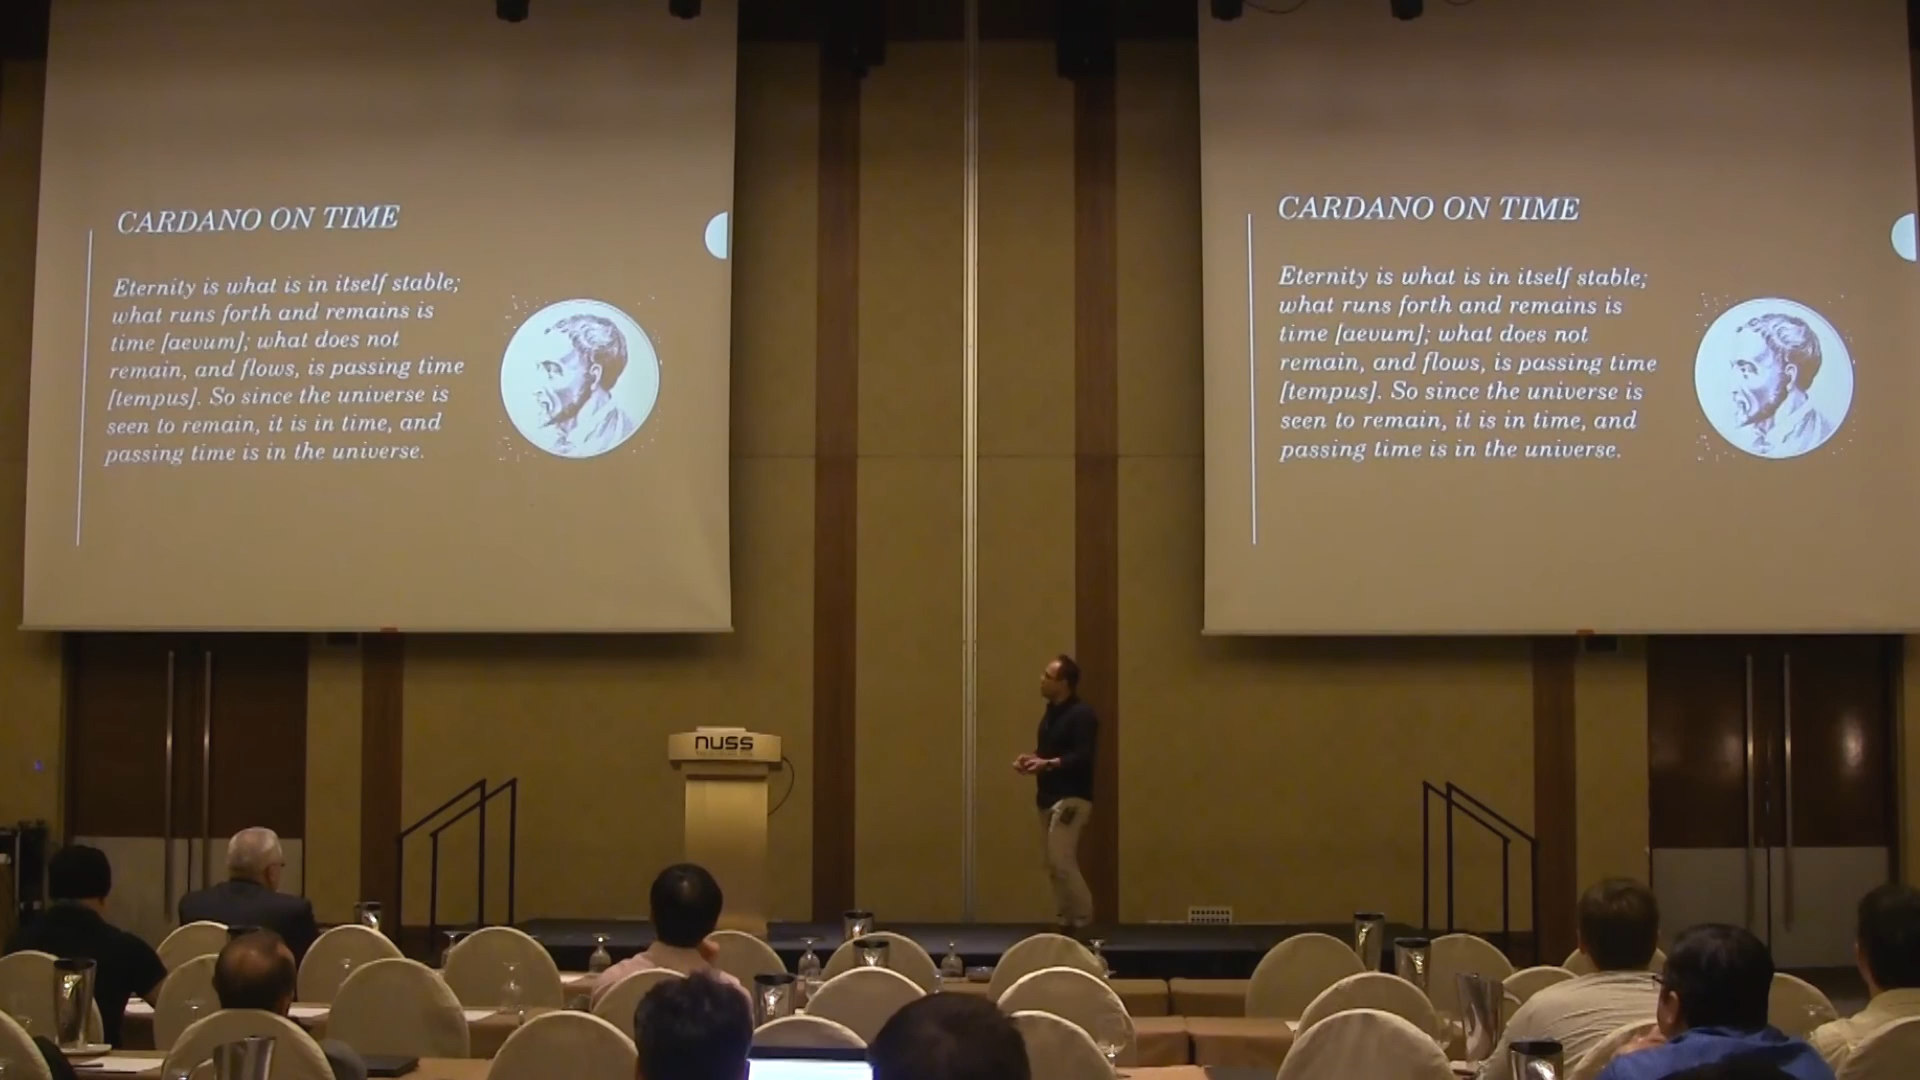 CARDANO ON TIME
Eternity is what is in itself stable;
what runs forth and remains is
time [aevum]; what does not
remain, and flows, is passing time
[tempus]. So since the universe is
seen to remain, it is in time, and
passing time is in the universe.
CARDANO ON TIME
Eternity is what is in itself stable;
what runs forth and remains is
time [aevum]; what does not
remain, and flows, is passing time
[tempus]. So since the universe is
seen to remain, it is in time, and
passing time is in the universe.
nuss